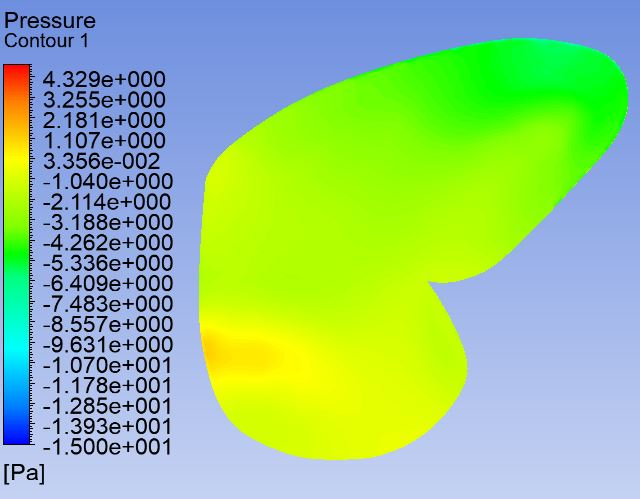 Pressure
Contour 1
4.329e+000
3.255e+000
2.181e+000
1.107e+000
3.356e-002
-1.040e+000
-2.114e+000
-3.188e+000
-4.262e+000
-5.336e+000
-6.409e+000
-7.483e+000
-8.557e+000
-9.631e+000
-1.070e+001
-1.178e+001
-1.285e+001
-1.393e+001
-1.500e+001
[Pa]